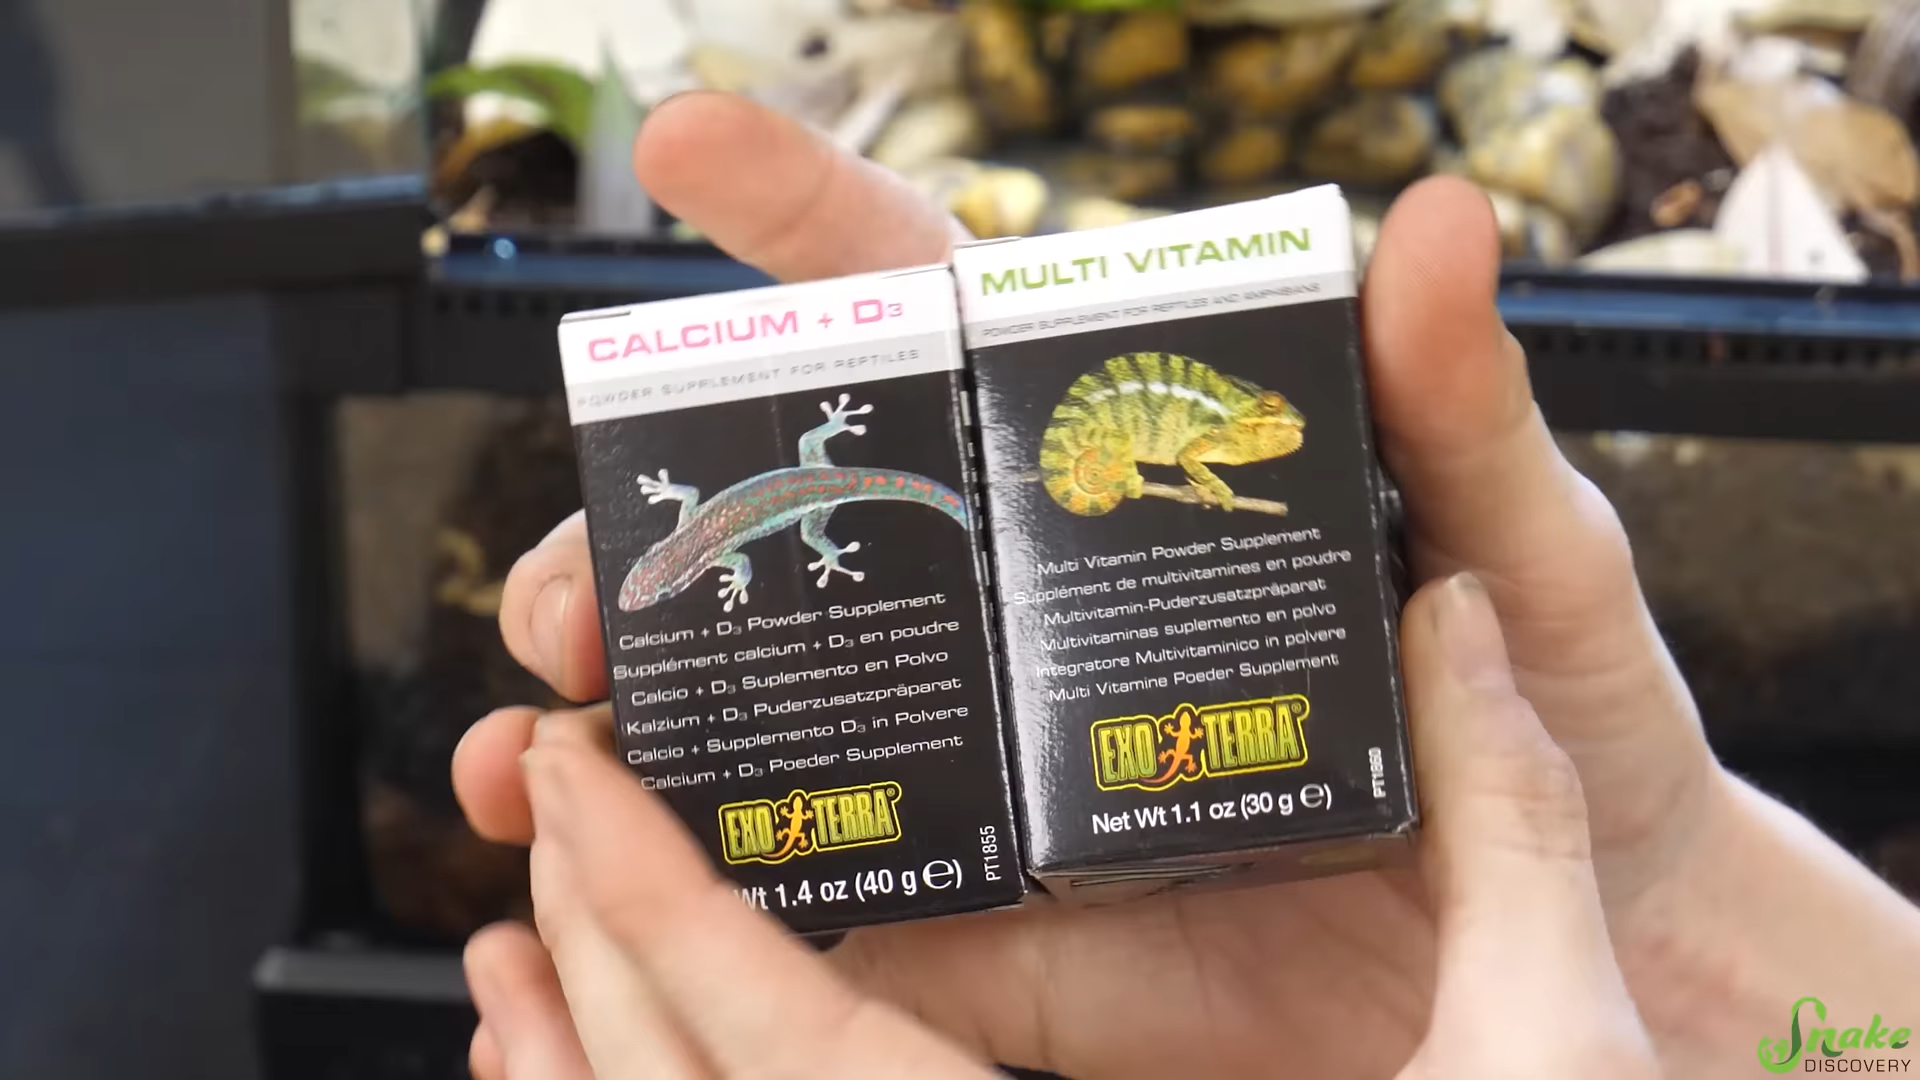 CALCIUM + D3
POWDER SUPPLEMENT FOR REPTILES
Calcium + D3 Powder Supplement
Supplément calcium + D3 en poudre
Calcio + D3 Suplemento en Polvo
Kalzium + D3 Puderzusatzpräparat
Calcio + Supplemento D3 in Polvere
Calcium + D3 Poeder Supplement
EXO TERRA®
Wt 1.4 oz (40 g ℮)
PT1855
MULTI VITAMIN
POWDER SUPPLEMENT FOR REPTILES AND AMPHIBIANS
Multi Vitamin Powder Supplement
Supplément de multivitamines en poudre
Multivitamin-Puderzusatzpräparat
Multivitaminas suplemento en polvo
Integratore Multivitaminico in polvere
Multi Vitamine Poeder Supplement
EXO TERRA®
Net Wt 1.1 oz (30 g ℮)
PT1860
Snake
DISCOVERY